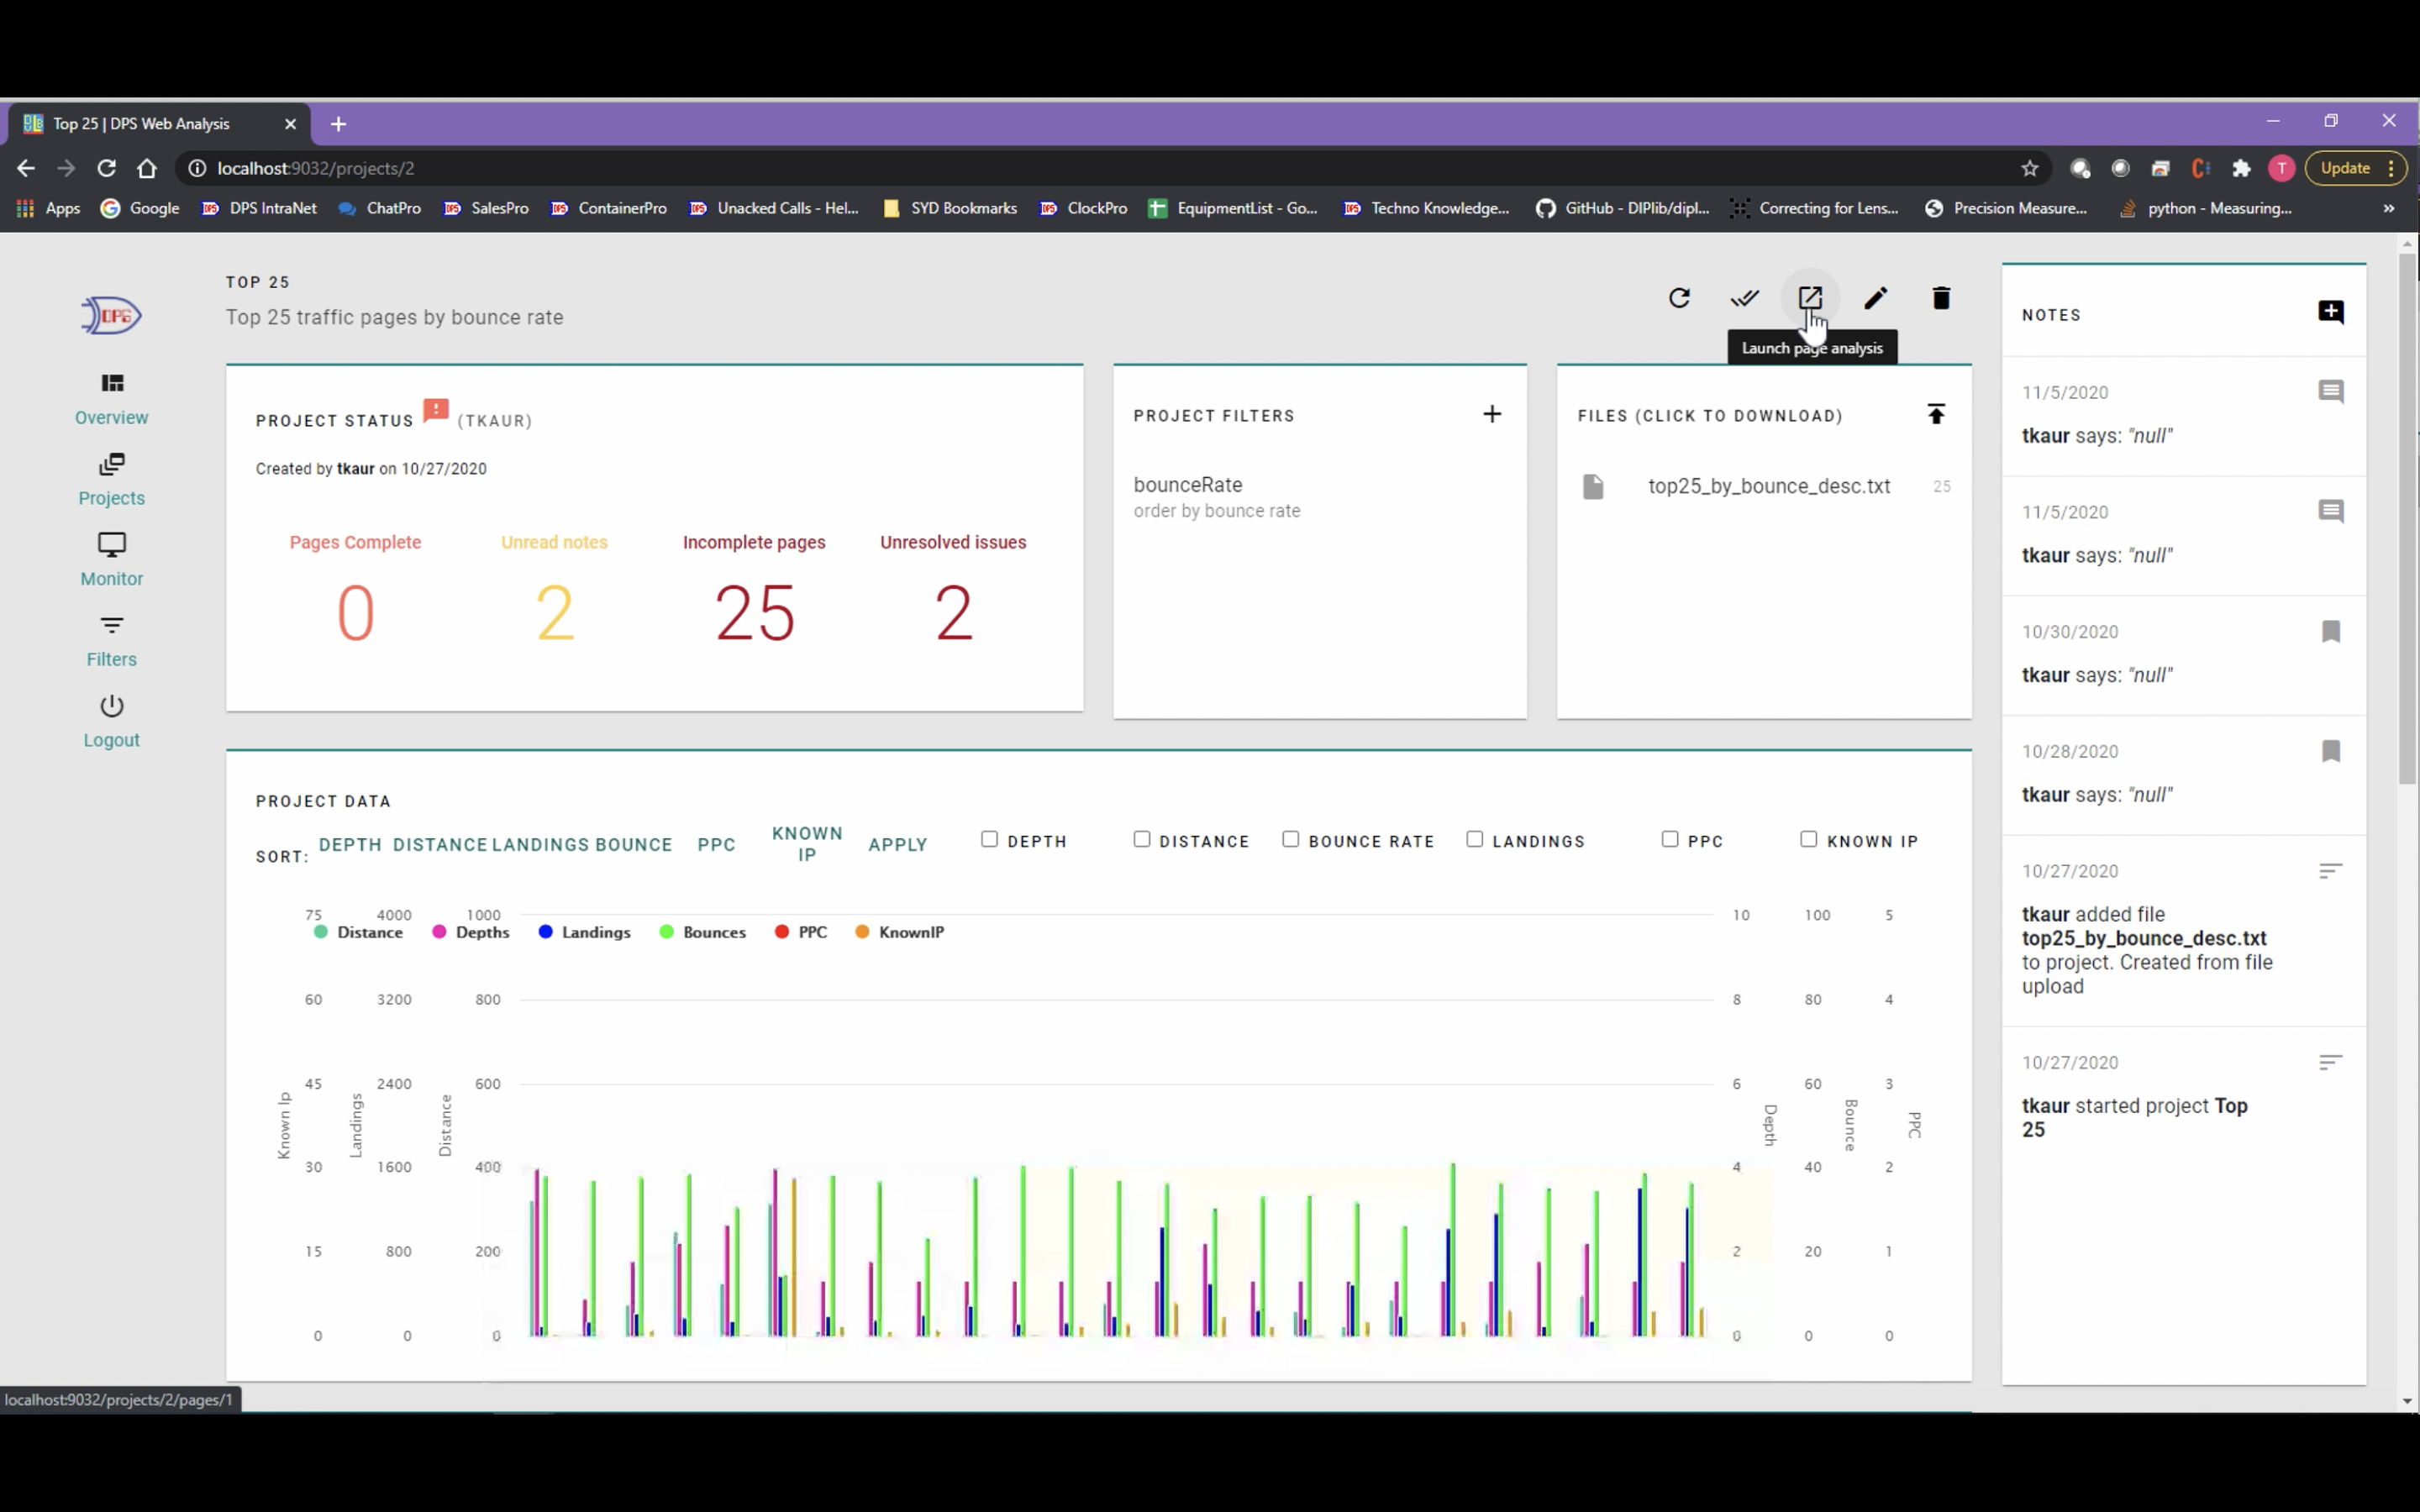 Top 25 | DPS Web Analysis
localhost:9032/projects/2
T
Update
Apps
Google
DPS IntraNet
ChatPro
SalesPro
ContainerPro
Unacked Calls - Hel...
SYD Bookmarks
ClockPro
EquipmentList - Go...
Techno Knowledge...
GitHub - DIPlib/dipl...
Correcting for Lens...
Precision Measure...
python - Measuring...
»
DPS
Overview
Projects
Monitor
Filters
Logout
TOP 25
Top 25 traffic pages by bounce rate
Launch page analysis
PROJECT STATUS (TKAUR)
Created by tkaur on 10/27/2020
Pages Complete Unread notes Incomplete pages Unresolved issues
0 2 25 2
PROJECT FILTERS
bounceRate
order by bounce rate
FILES (CLICK TO DOWNLOAD)
top25_by_bounce_desc.txt 25
PROJECT DATA
SORT: DEPTH DISTANCE LANDINGS BOUNCE PPC KNOWN IP APPLY
DEPTH DISTANCE BOUNCE RATE LANDINGS PPC KNOWN IP
75 4000 1000 10 100 5
Distance Depths Landings Bounces PPC KnownIP
60 3200 800 8 80 4
45 2400 600 6 60 3
Known Ip Landings Distance Depth Bounce PPC
30 1600 400 4 40 2
15 800 200 2 20 1
0 0 0 0 0 0
NOTES
11/5/2020
tkaur says: "null"
11/5/2020
tkaur says: "null"
10/30/2020
tkaur says: "null"
10/28/2020
tkaur says: "null"
10/27/2020
tkaur added file
top25_by_bounce_desc.txt
to project. Created from file
upload
10/27/2020
tkaur started project Top
25
localhost:9032/projects/2/pages/1